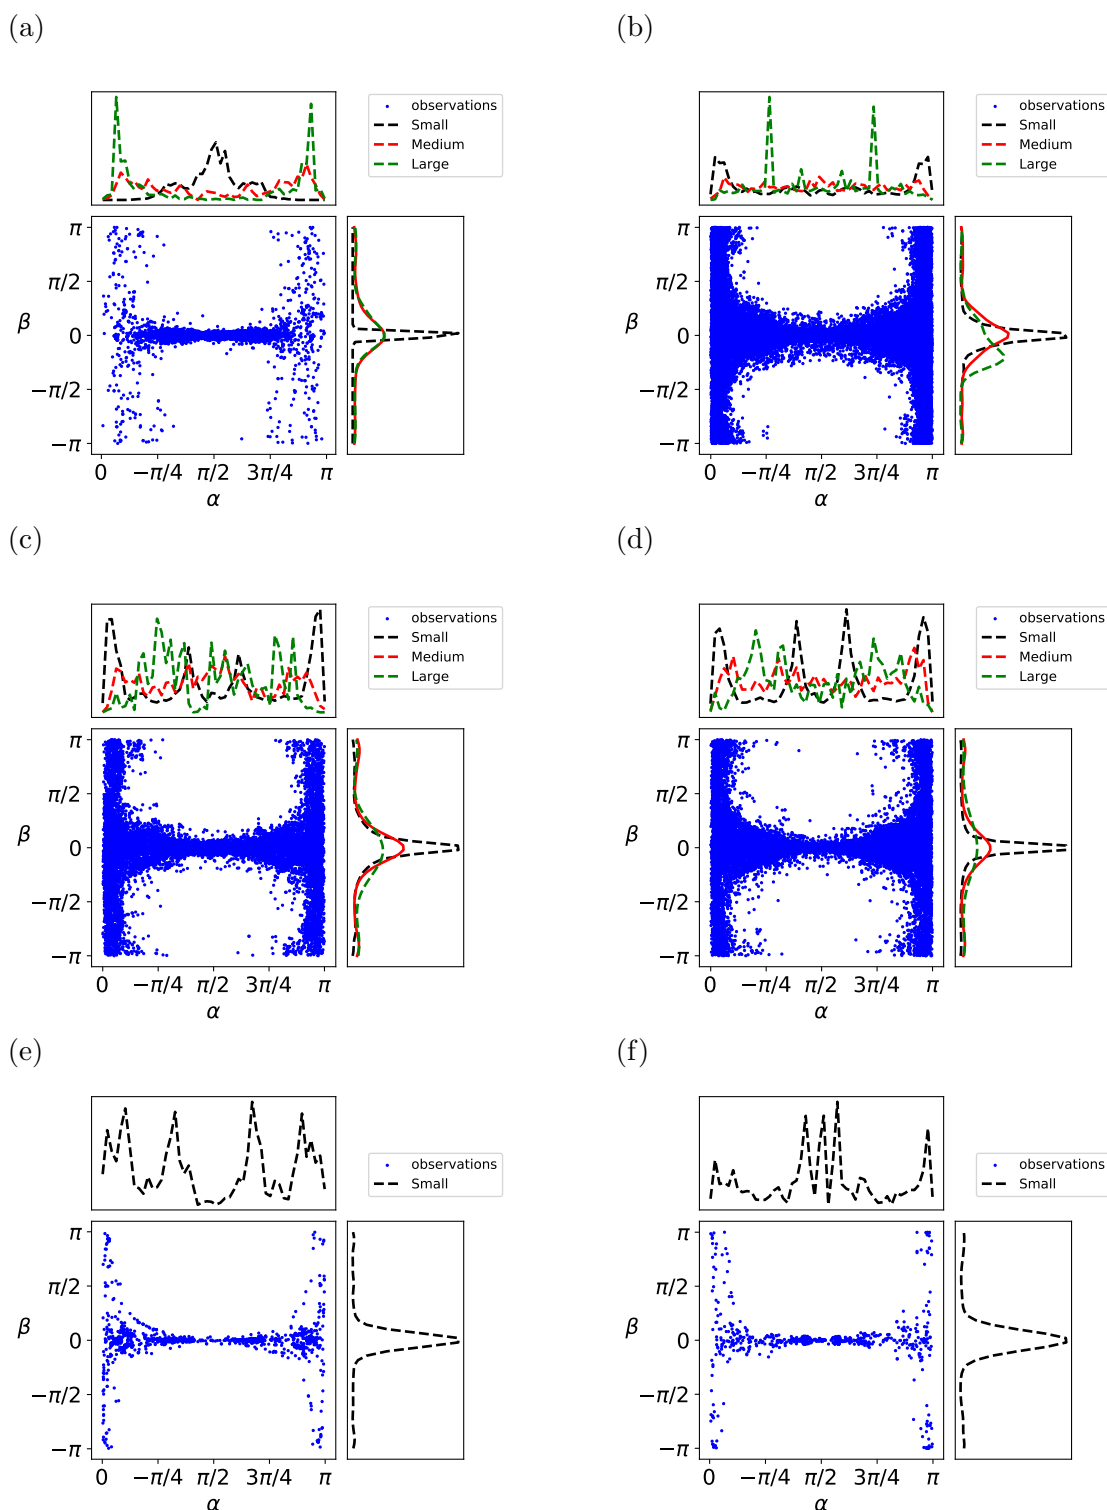 (a)
(b)
observations
Small
Medium
Large
observations
Small
Medium
Large
π
π/2
β 0
−π/2
−π
0 −π/4 π/2 3π/4 π
α
π
π/2
β 0
−π/2
−π
0 −π/4 π/2 3π/4 π
α
(c)
(d)
observations
Small
Medium
Large
observations
Small
Medium
Large
π
π/2
β 0
−π/2
−π
0 −π/4 π/2 3π/4 π
α
π
π/2
β 0
−π/2
−π
0 −π/4 π/2 3π/4 π
α
(e)
(f)
observations
Small
observations
Small
π
π/2
β 0
−π/2
−π
0 −π/4 π/2 3π/4 π
α
π
π/2
β 0
−π/2
−π
0 −π/4 π/2 3π/4 π
α